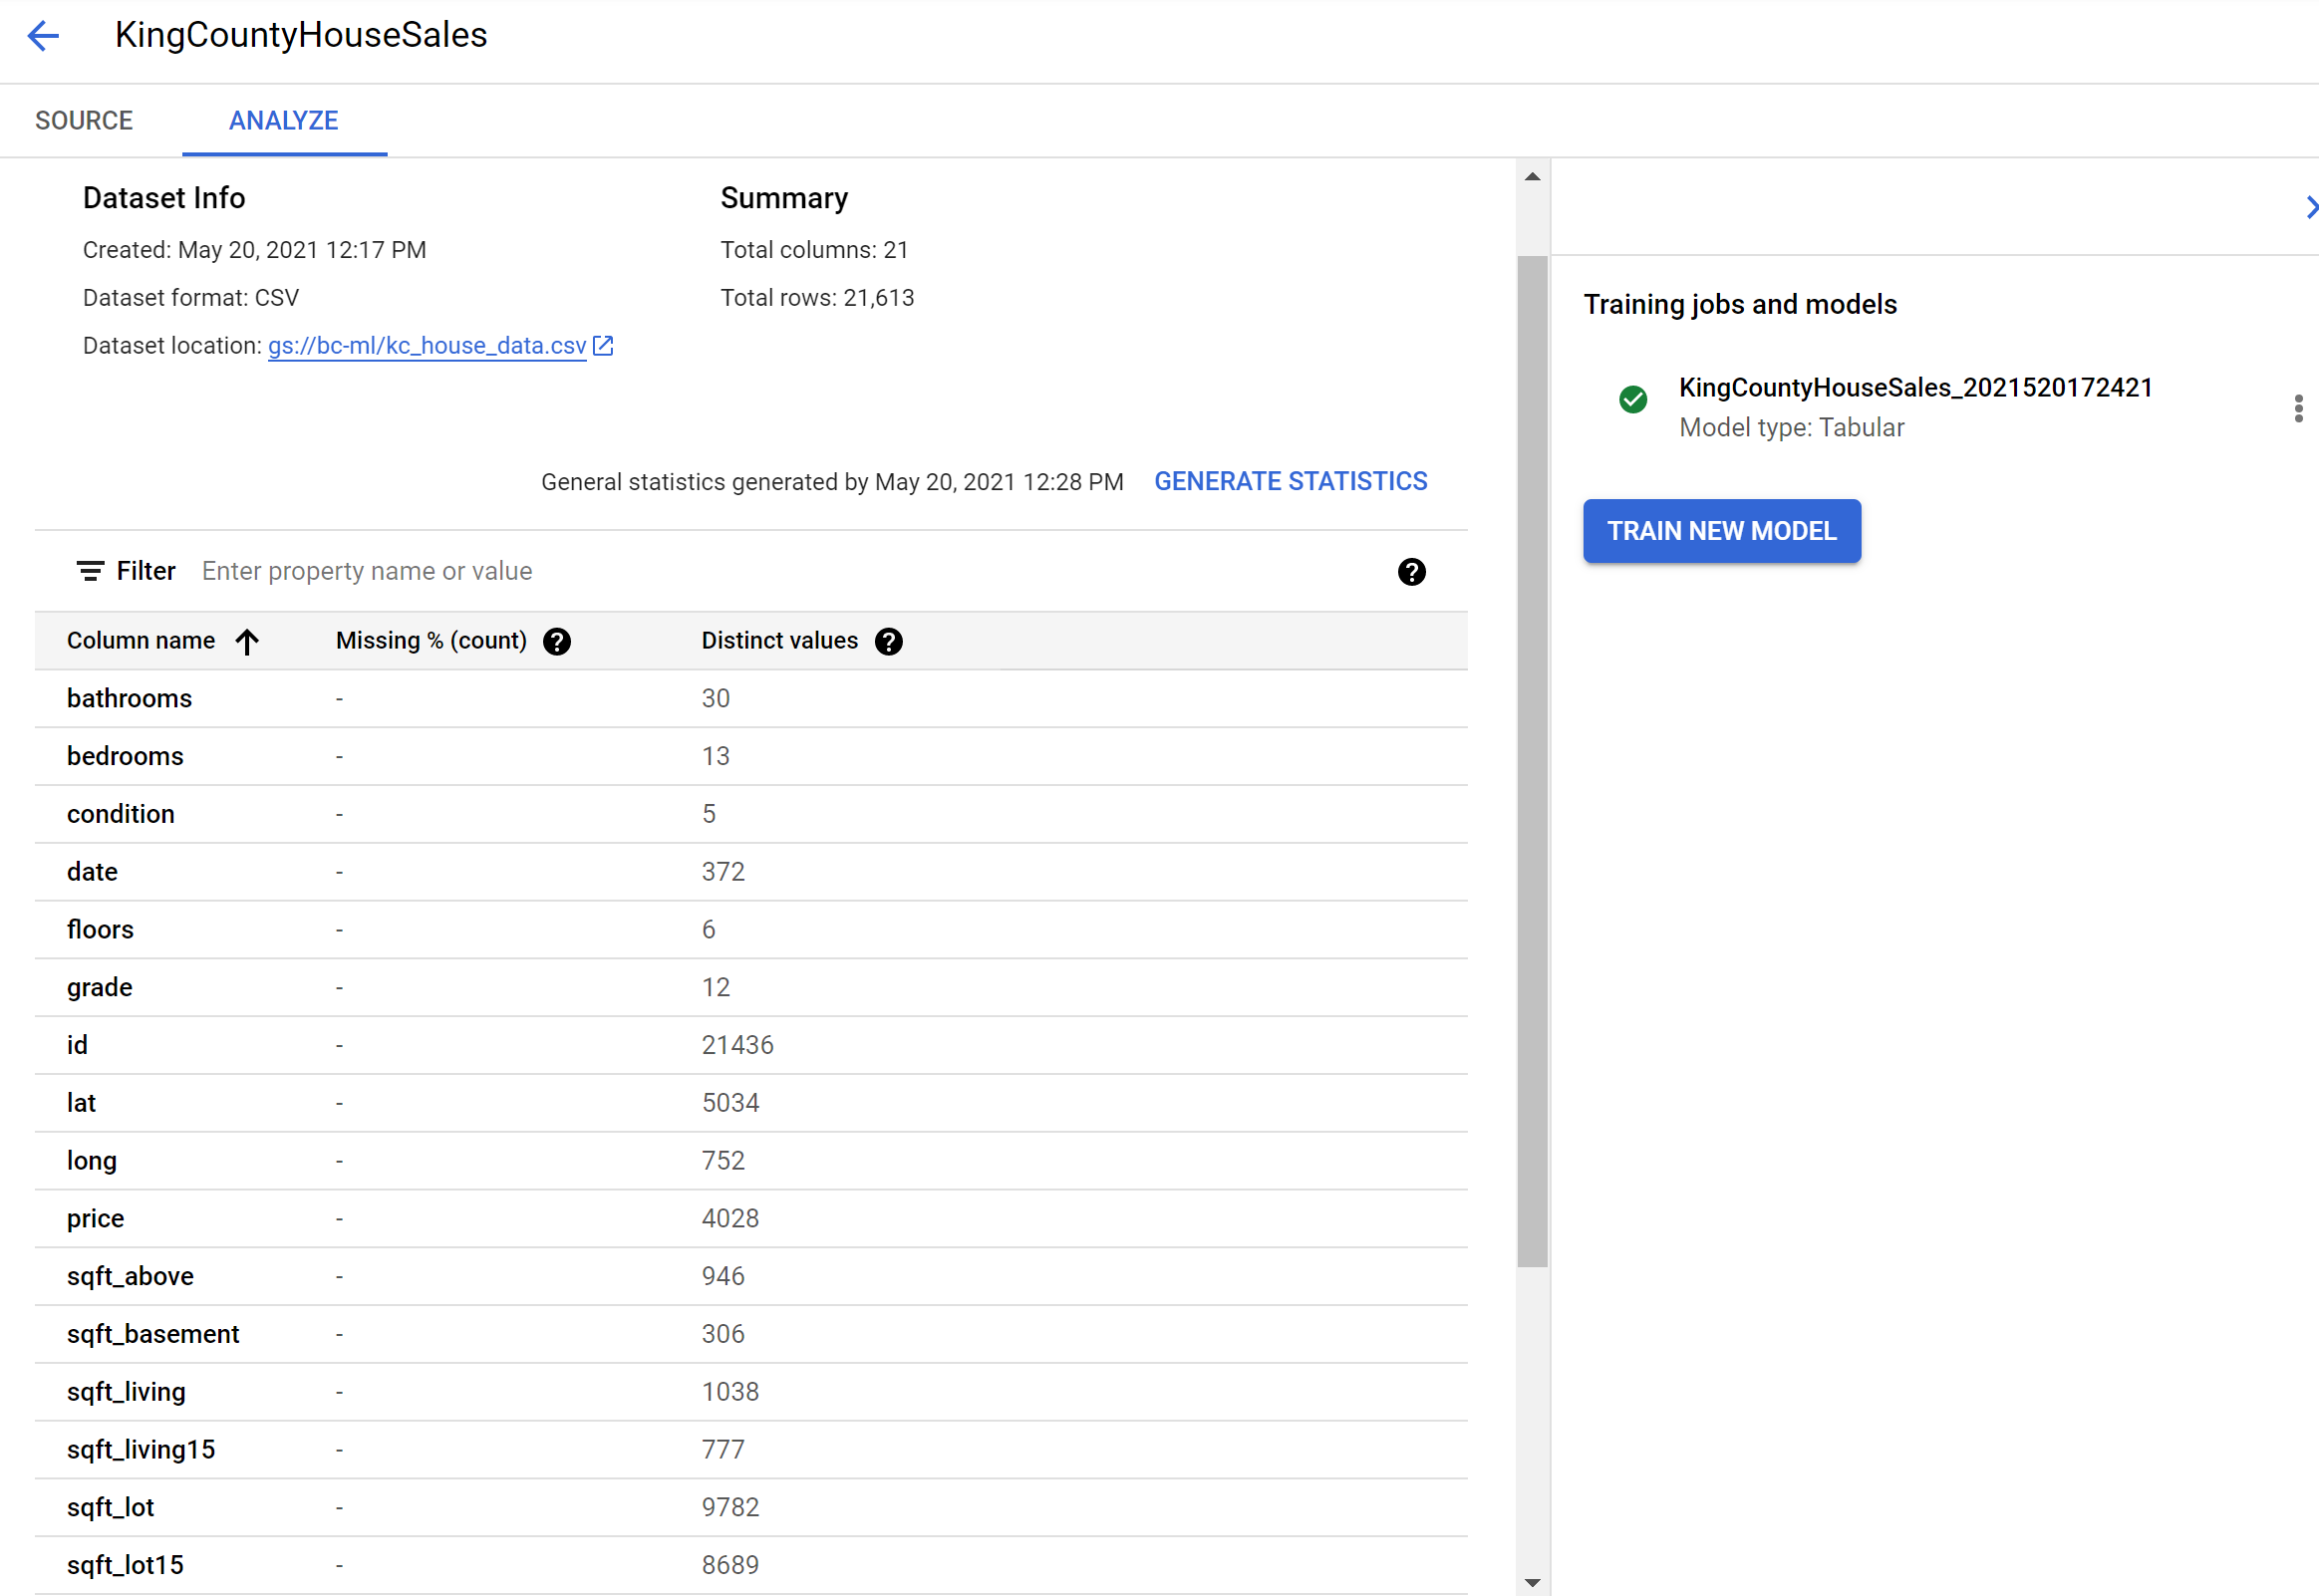 KingCountyHouseSales
SOURCE ANALYZE
Dataset Info
Created: May 20, 2021 12:17 PM
Dataset format: CSV
Dataset location: gs://bc-ml/kc_house_data.csv
Summary
Total columns: 21
Total rows: 21,613
General statistics generated by May 20, 2021 12:28 PM GENERATE STATISTICS
Filter Enter property name or value ?
Column name Missing % (count) ? Distinct values ?
bathrooms - 30
bedrooms - 13
condition - 5
date - 372
floors - 6
grade - 12
id - 21436
lat - 5034
long - 752
price - 4028
sqft_above - 946
sqft_basement - 306
sqft_living - 1038
sqft_living15 - 777
sqft_lot - 9782
sqft_lot15 - 8689
Training jobs and models
KingCountyHouseSales_2021520172421
Model type: Tabular
TRAIN NEW MODEL